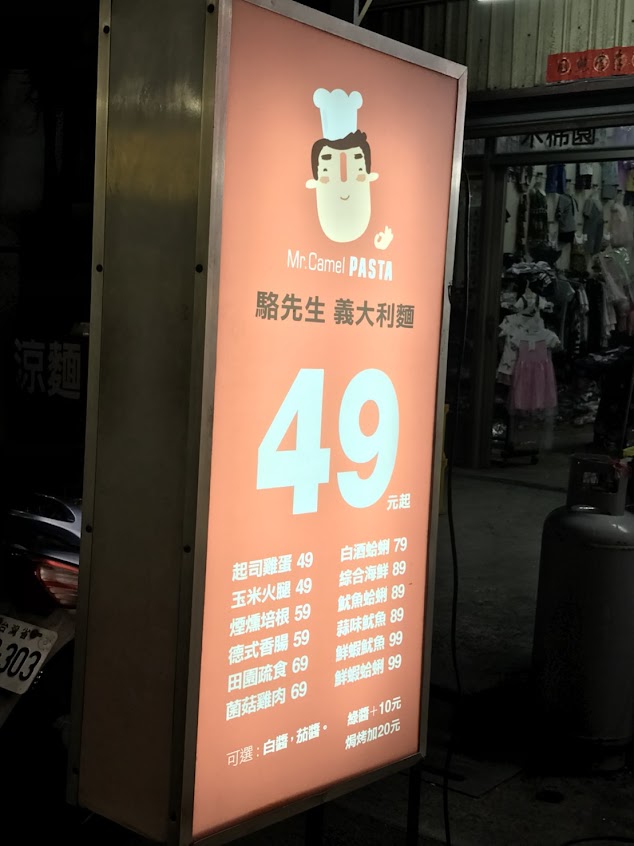 Mr.Camel PASTA
駱先生 義大利麵
49
元起
起司雞蛋 49
玉米火腿 49
煙燻培根 59
德式香腸 59
田園蔬食 69
菌菇雞肉 69
白酒蛤蜊 79
綜合海鮮 89
魷魚蛤蜊 89
蒜味魷魚 89
鮮蝦魷魚 99
鮮蝦蛤蜊 99
可選：白醬，茄醬。
綠醬＋10元
焗烤加20元
涼麵
木棉園
303